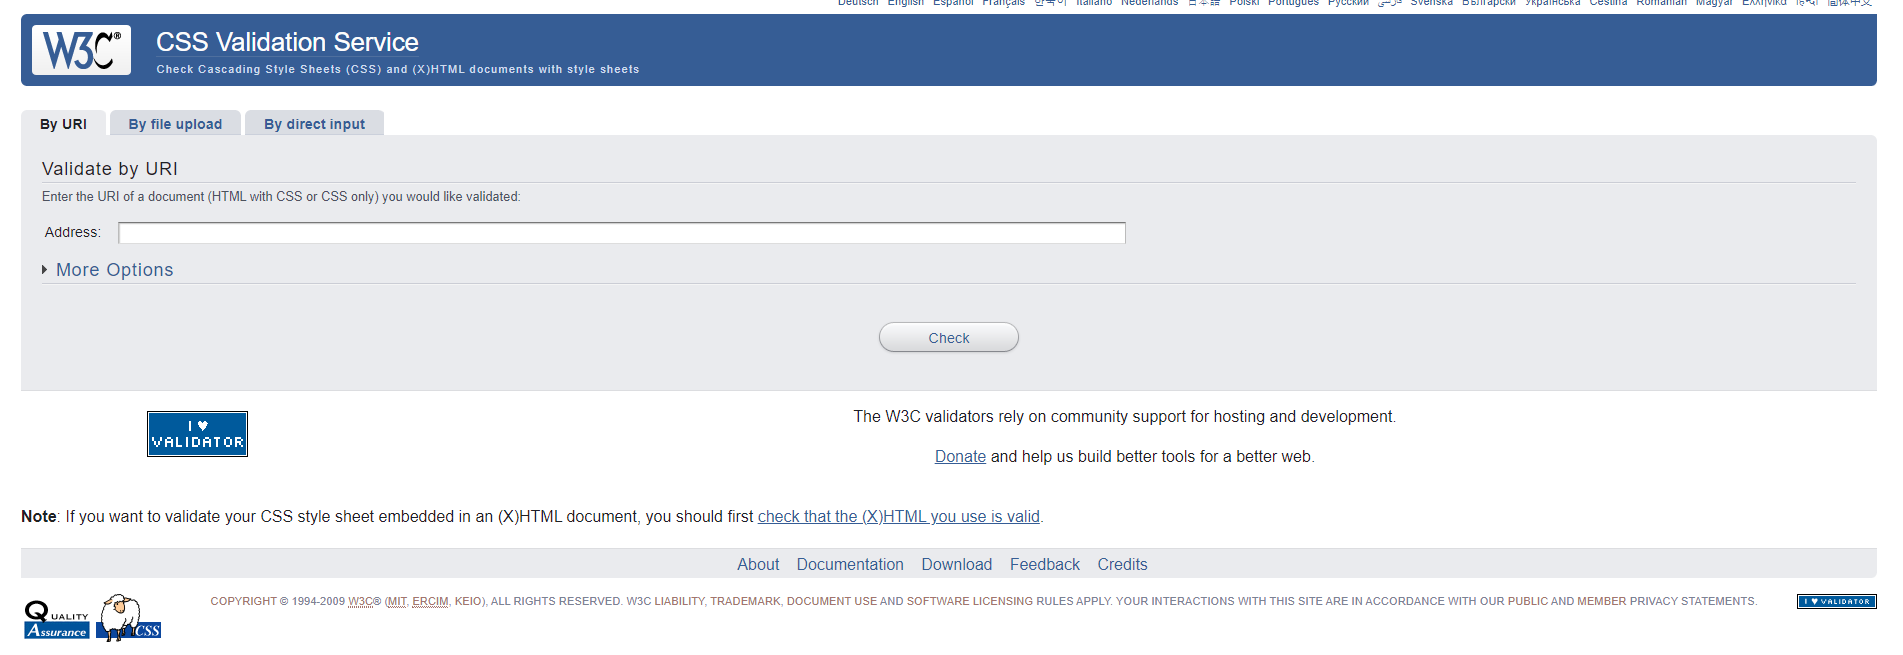 Deutsch English Español Français 한국어 Italiano Nederlands 日本語 Polski Português Русский فارسی Svenska Български Українська Čeština Romanian Magyar Ελληνικά हिन्दी 简体中文
W3C®
CSS Validation Service
Check Cascading Style Sheets (CSS) and (X)HTML documents with style sheets
By URI By file upload By direct input
Validate by URI
Enter the URI of a document (HTML with CSS or CSS only) you would like validated:
Address:
More Options
Check
I ♥
VALIDATOR
The W3C validators rely on community support for hosting and development.
Donate and help us build better tools for a better web.
Note: If you want to validate your CSS style sheet embedded in an (X)HTML document, you should first check that the (X)HTML you use is valid.
About Documentation Download Feedback Credits
QUALITY
Assurance
CSS
COPYRIGHT © 1994-2009 W3C® (MIT, ERCIM, KEIO), ALL RIGHTS RESERVED. W3C LIABILITY, TRADEMARK, DOCUMENT USE AND SOFTWARE LICENSING RULES APPLY. YOUR INTERACTIONS WITH THIS SITE ARE IN ACCORDANCE WITH OUR PUBLIC AND MEMBER PRIVACY STATEMENTS.
I ♥ VALIDATOR